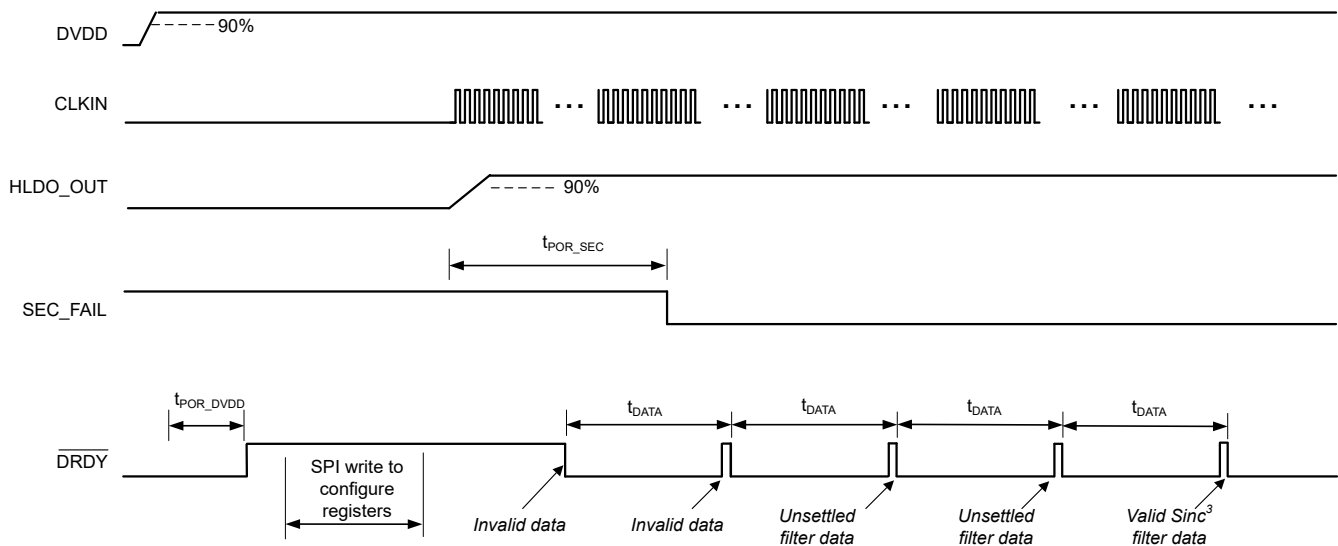 DVDD
90%
CLKIN
... ... ... ... ...
HLDO_OUT
90%
tPOR_SEC
SEC_FAIL
tPOR_DVDD
tDATA
tDATA
tDATA
tDATA
DRDY
SPI write to
configure
registers
Invalid data
Invalid data
Unsettled
filter data
Unsettled
filter data
Valid Sinc³
filter data